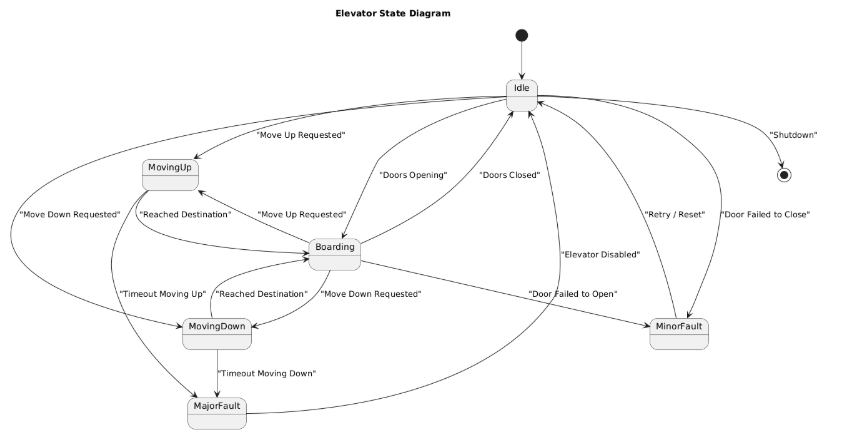 Elevator State Diagram
Idle
"Shutdown"
"Move Up Requested"
MovingUp
"Doors Opening"
"Doors Closed"
"Move Down Requested"
"Reached Destination"
"Move Up Requested"
"Retry / Reset"
"Door Failed to Close"
Boarding
"Elevator Disabled"
"Timeout Moving Up"
"Reached Destination"
"Move Down Requested"
"Door Failed to Open"
MovingDown
MinorFault
"Timeout Moving Down"
MajorFault